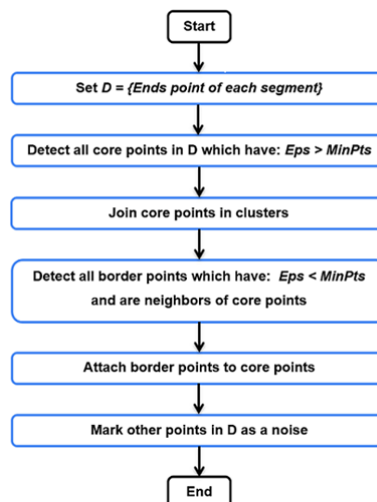 Start
Set D = {Ends point of each segment}
Detect all core points in D which have: Eps > MinPts
Join core points in clusters
Detect all border points which have: Eps < MinPts
and are neighbors of core points
Attach border points to core points
Mark other points in D as a noise
End